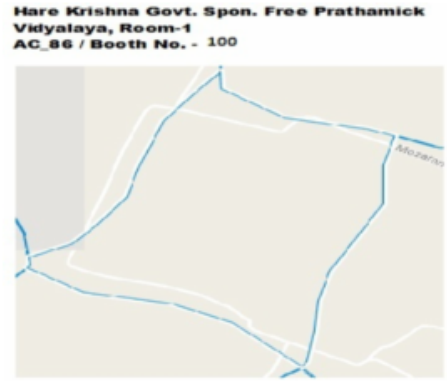 Hare Krishna Govt. Spon. Free Prathamick
Vidyalaya, Room-1
AC_86 / Booth No. - 100